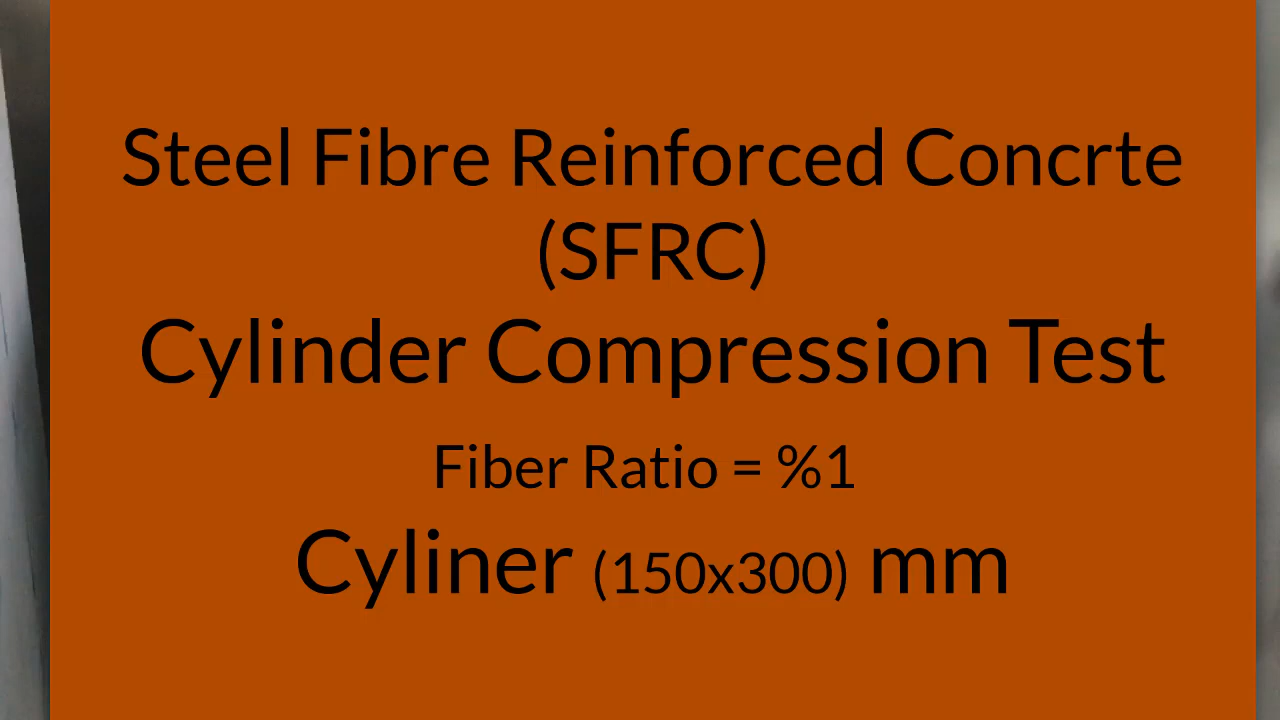 Steel Fibre Reinforced Concrte
(SFRC)
Cylinder Compression Test
Fiber Ratio = %1
Cyliner (150x300) mm